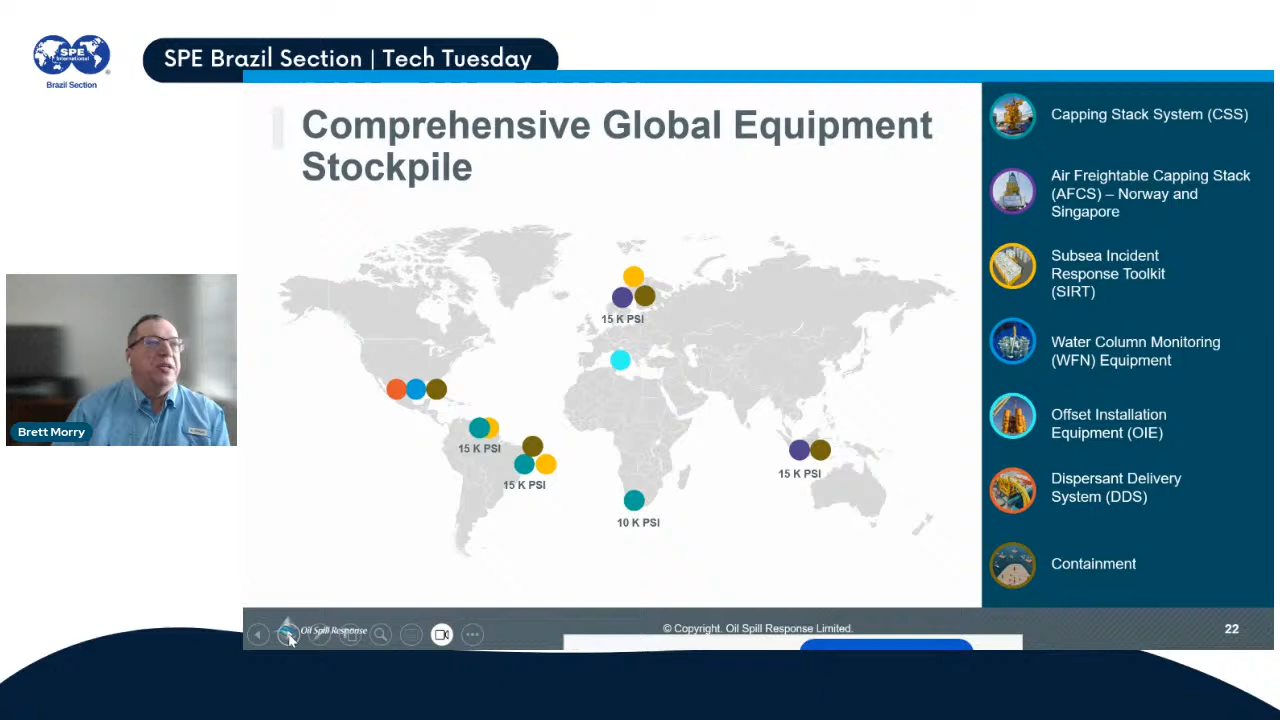 SPE
International
Brazil Section
SPE Brazil Section | Tech Tuesday
Comprehensive Global Equipment
Stockpile
15 K PSI
15 K PSI
15 K PSI
15 K PSI
10 K PSI
Capping Stack System (CSS)
Air Freightable Capping Stack
(AFCS) – Norway and
Singapore
Subsea Incident
Response Toolkit
(SIRT)
Water Column Monitoring
(WFN) Equipment
Offset Installation
Equipment (OIE)
Dispersant Delivery
System (DDS)
Containment
Brett Morry
Oil Spill Response
© Copyright. Oil Spill Response Limited.
22